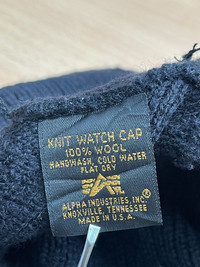 KNIT WATCH CAP
100% WOOL
HANDWASH, COLD WATER
FLAT DRY
®
ALPHA INDUSTRIES, INC.
KNOXVILLE, TENNESSEE
MADE IN U.S.A.